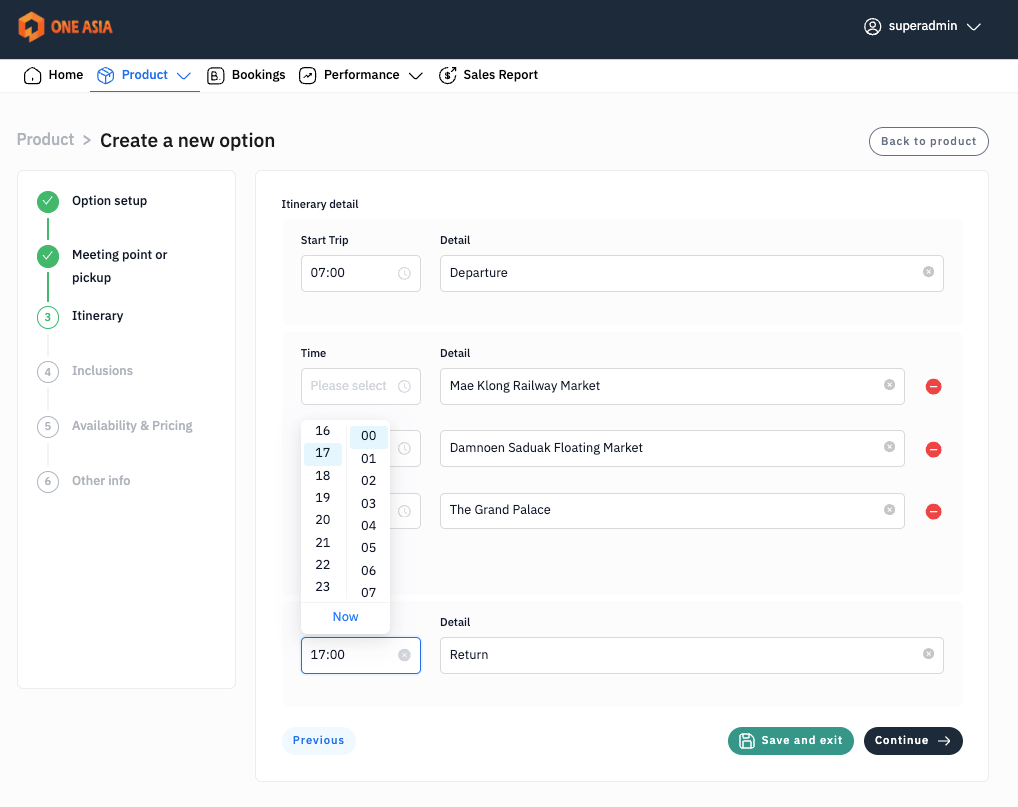 ONE ASIA
superadmin
Home
Product
Bookings
Performance
Sales Report
Product > Create a new option
Back to product
Option setup
Meeting point or
pickup
3 Itinerary
4 Inclusions
5 Availability & Pricing
6 Other info
Itinerary detail
Start Trip
Detail
07:00
Departure
Time
Detail
Please select
Mae Klong Railway Market
Damnoen Saduak Floating Market
The Grand Palace
16 00
17 01
18 02
19 03
20 04
21 05
22 06
23 07
Now
Detail
17:00
Return
Previous
Save and exit
Continue